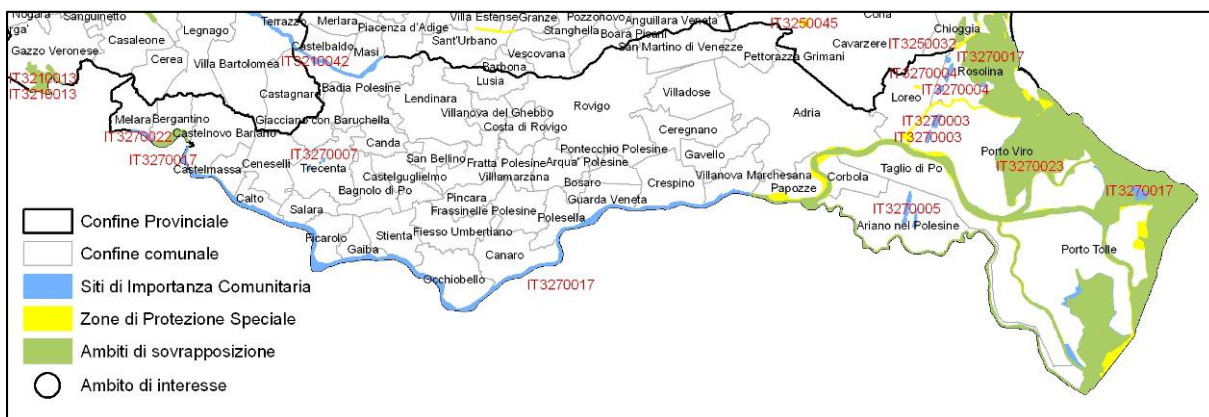 Nogara
Sanguinetto
Legnago
Terrazzo
Merlara
Piacenza d'Adige
Villa Estense
Granze
Pozzonovo
Anguillara Veneta
IT3250045
Cona
Chioggia
Casaleone
Castelbaldo
Masi
Sant'Urbano
Stanghella
Boara Pisani
Gazzo Veronese
Cerea
Villa Bartolomea
IT3210042
Vescovana
San Martino di Venezze
Cavarzere
IT3250032
Pettorazza Grimani
IT3270017
IT3210013
IT3210013
Castagnaro
Badia Polesine
Barbona
Lusia
IT3270004
Rosolina
IT3270004
Lendinara
Villadose
Loreo
Melara
Bergantino
Giacciano con Baruchella
Villanova del Ghebbo
Rovigo
Adria
IT3270003
IT3270022
Castelnovo Bariano
Costa di Rovigo
Ceregnano
IT3270003
Canda
IT3270017
IT3270007
San Bellino
Fratta Polesine
Arqua' Polesine
Pontecchio Polesine
Gavello
Porto Viro
Castelmassa
Ceneselli
Trecenta
Castelguglielmo
Villamarzana
Villanova Marchesana
Corbola
Taglio di Po
IT3270023
Bagnolo di Po
Bosaro
Crespino
Papozze
IT3270017
Calto
Pincara
Guarda Veneta
IT3270005
Salara
Frassinelle Polesine
Polesella
Ariano nel Polesine
Ficarolo
Stienta
Fiesso Umbertiano
Gaiba
Canaro
Porto Tolle
Occhiobello
IT3270017
Confine Provinciale
Confine comunale
Siti di Importanza Comunitaria
Zone di Protezione Speciale
Ambiti di sovrapposizione
Ambito di interesse